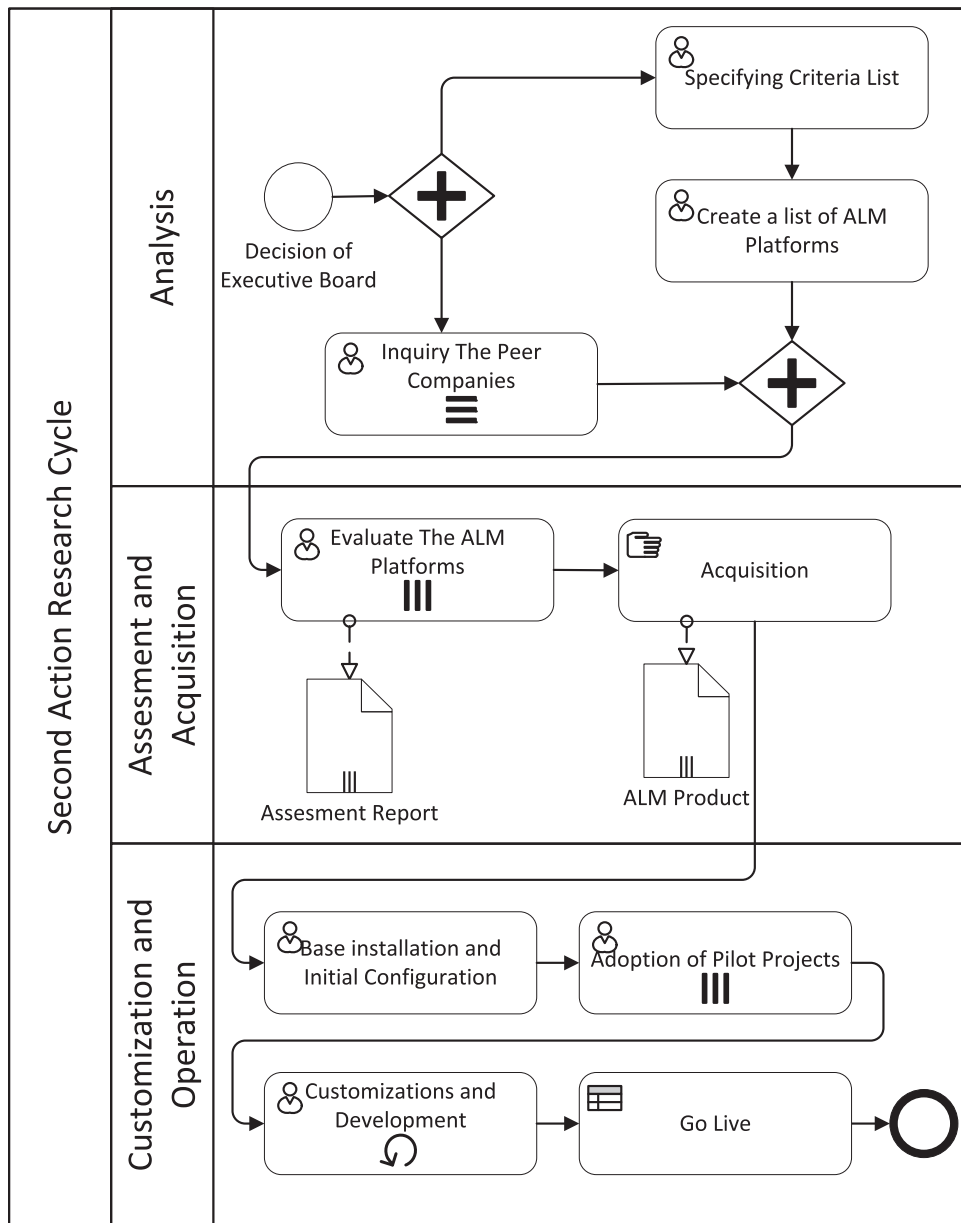 Second Action Research Cycle
Analysis
Decision of
Executive Board
Specifying Criteria List
Create a list of ALM
Platforms
Inquiry The Peer
Companies
Assesment and
Acquisition
Evaluate The ALM
Platforms
Acquisition
Assesment Report
ALM Product
Customization and
Operation
Base installation and
Initial Configuration
Adoption of Pilot Projects
Customizations and
Development
Go Live